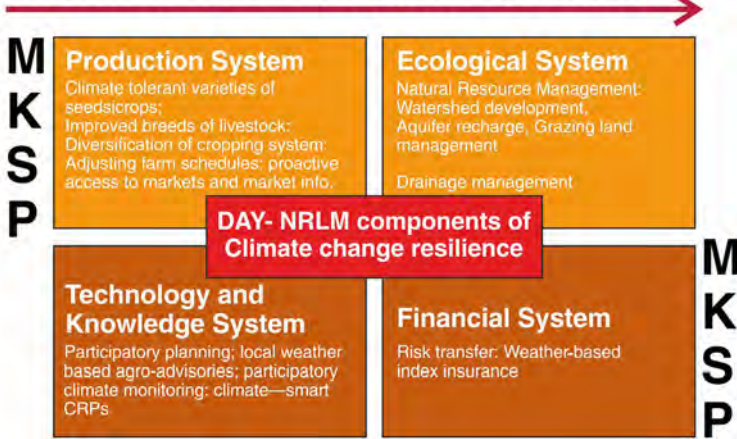 M
K
S
P
Production System
Climate tolerant varieties of
seedsicrops;
Improved breeds of livestock:
Diversification of cropping system:
Adjusting farm schedules: proactive
access to markets and market info.
Ecological System
Natural Resource Management:
Watershed development,
Aquifer recharge, Grazing land
management
Drainage management
DAY- NRLM components of
Climate change resilience
Technology and
Knowledge System
Participatory planning; local weather
based agro-advisories; participatory
climate monitoring: climate—smart
CRPs
Financial System
Risk transfer: Weather-based
index insurance
M
K
S
P